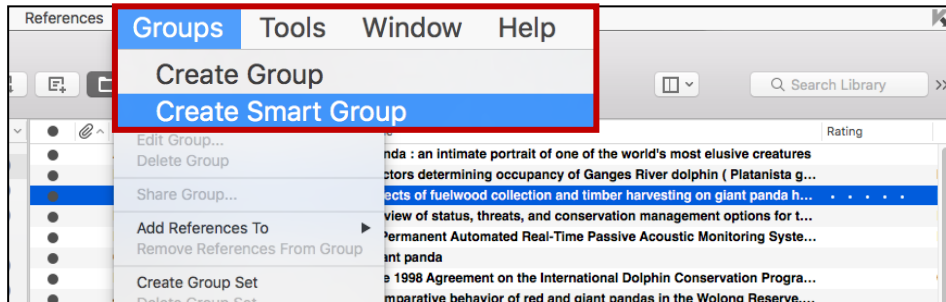 References
Groups Tools Window Help
Create Group
Create Smart Group
Search Library
Edit Group...
Rating
Delete Group
nda : an intimate portrait of one of the world's most elusive creatures
ctors determining occupancy of Ganges River dolphin ( Platanista g...
Share Group...
ects of fuelwood collection and timber harvesting on giant panda h...
view of status, threats, and conservation management options for t...
Add References To
Permanent Automated Real-Time Passive Acoustic Monitoring Syste...
Remove References From Group
ant panda
1998 Agreement on the International Dolphin Conservation Progra...
Create Group Set
mparative behavior of red and giant pandas in the Wolong Reserve,...
Delete Group Set